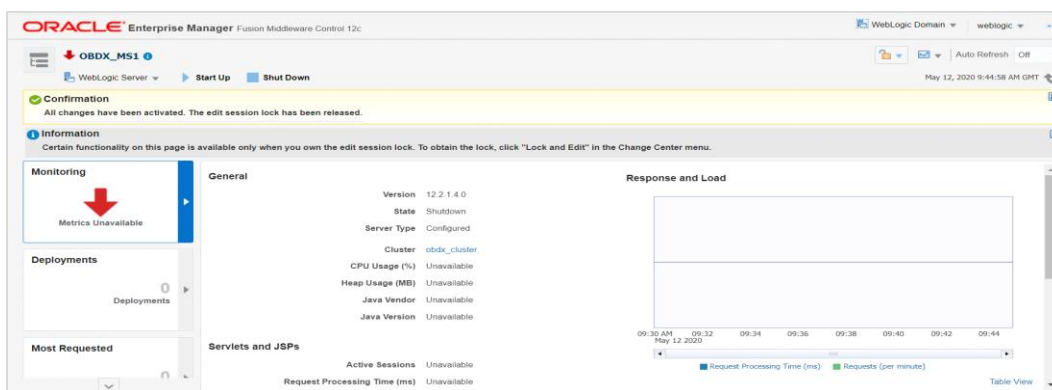 ORACLE Enterprise Manager Fusion Middleware Control 12c
WebLogic Domain weblogic
OBDX_MS1
Auto Refresh Off
WebLogic Server Start Up Shut Down
May 12, 2020 9:44:58 AM GMT
Confirmation
All changes have been activated. The edit session lock has been released.
Information
Certain functionality on this page is available only when you own the edit session lock. To obtain the lock, click "Lock and Edit" in the Change Center menu.
Monitoring
Metrics Unavailable
Deployments
0
Deployments
Most Requested
0
General
Version 12.2.1.4.0
State Shutdown
Server Type Configured
Cluster obdx_cluster
CPU Usage (%) Unavailable
Heap Usage (MB) Unavailable
Java Vendor Unavailable
Java Version Unavailable
Servlets and JSPs
Active Sessions Unavailable
Request Processing Time (ms) Unavailable
Response and Load
09:30 AM 09:32 09:34 09:36 09:38 09:40 09:42 09:44
May 12 2020
Request Processing Time (ms) Requests (per minute)
Table View